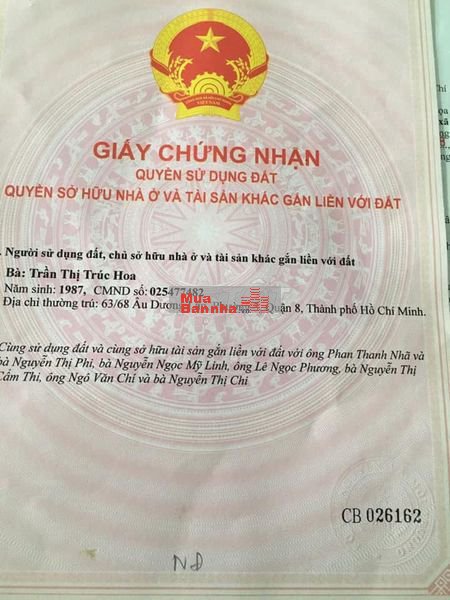 VIỆT NAM
GIẤY CHỨNG NHẬN
QUYỀN SỬ DỤNG ĐẤT
QUYỀN SỞ HỮU NHÀ Ở VÀ TÀI SẢN KHÁC GẮN LIỀN VỚI ĐẤT
. Người sử dụng đất, chủ sở hữu nhà ở và tài sản khác gắn liền với đất
Bà: Trần Thị Trúc Hoa
Năm sinh: 1987, CMND số: 025477482
Địa chỉ thường trú: 63/68 Âu Dương Quận 8, Thành phố Hồ Chí Minh.
Mua
Bannha
Cùng sử dụng đất và cùng sở hữu tài sản gắn liền với đất với ông Phan Thanh Nhã và
bà Nguyễn Thị Phi, bà Nguyễn Ngọc Mỹ Linh, ông Lê Ngọc Phương, bà Nguyễn Thị
Cẩm Thi, ông Ngô Văn Chí và bà Nguyễn Thị Chi
CB 026162
NĐ